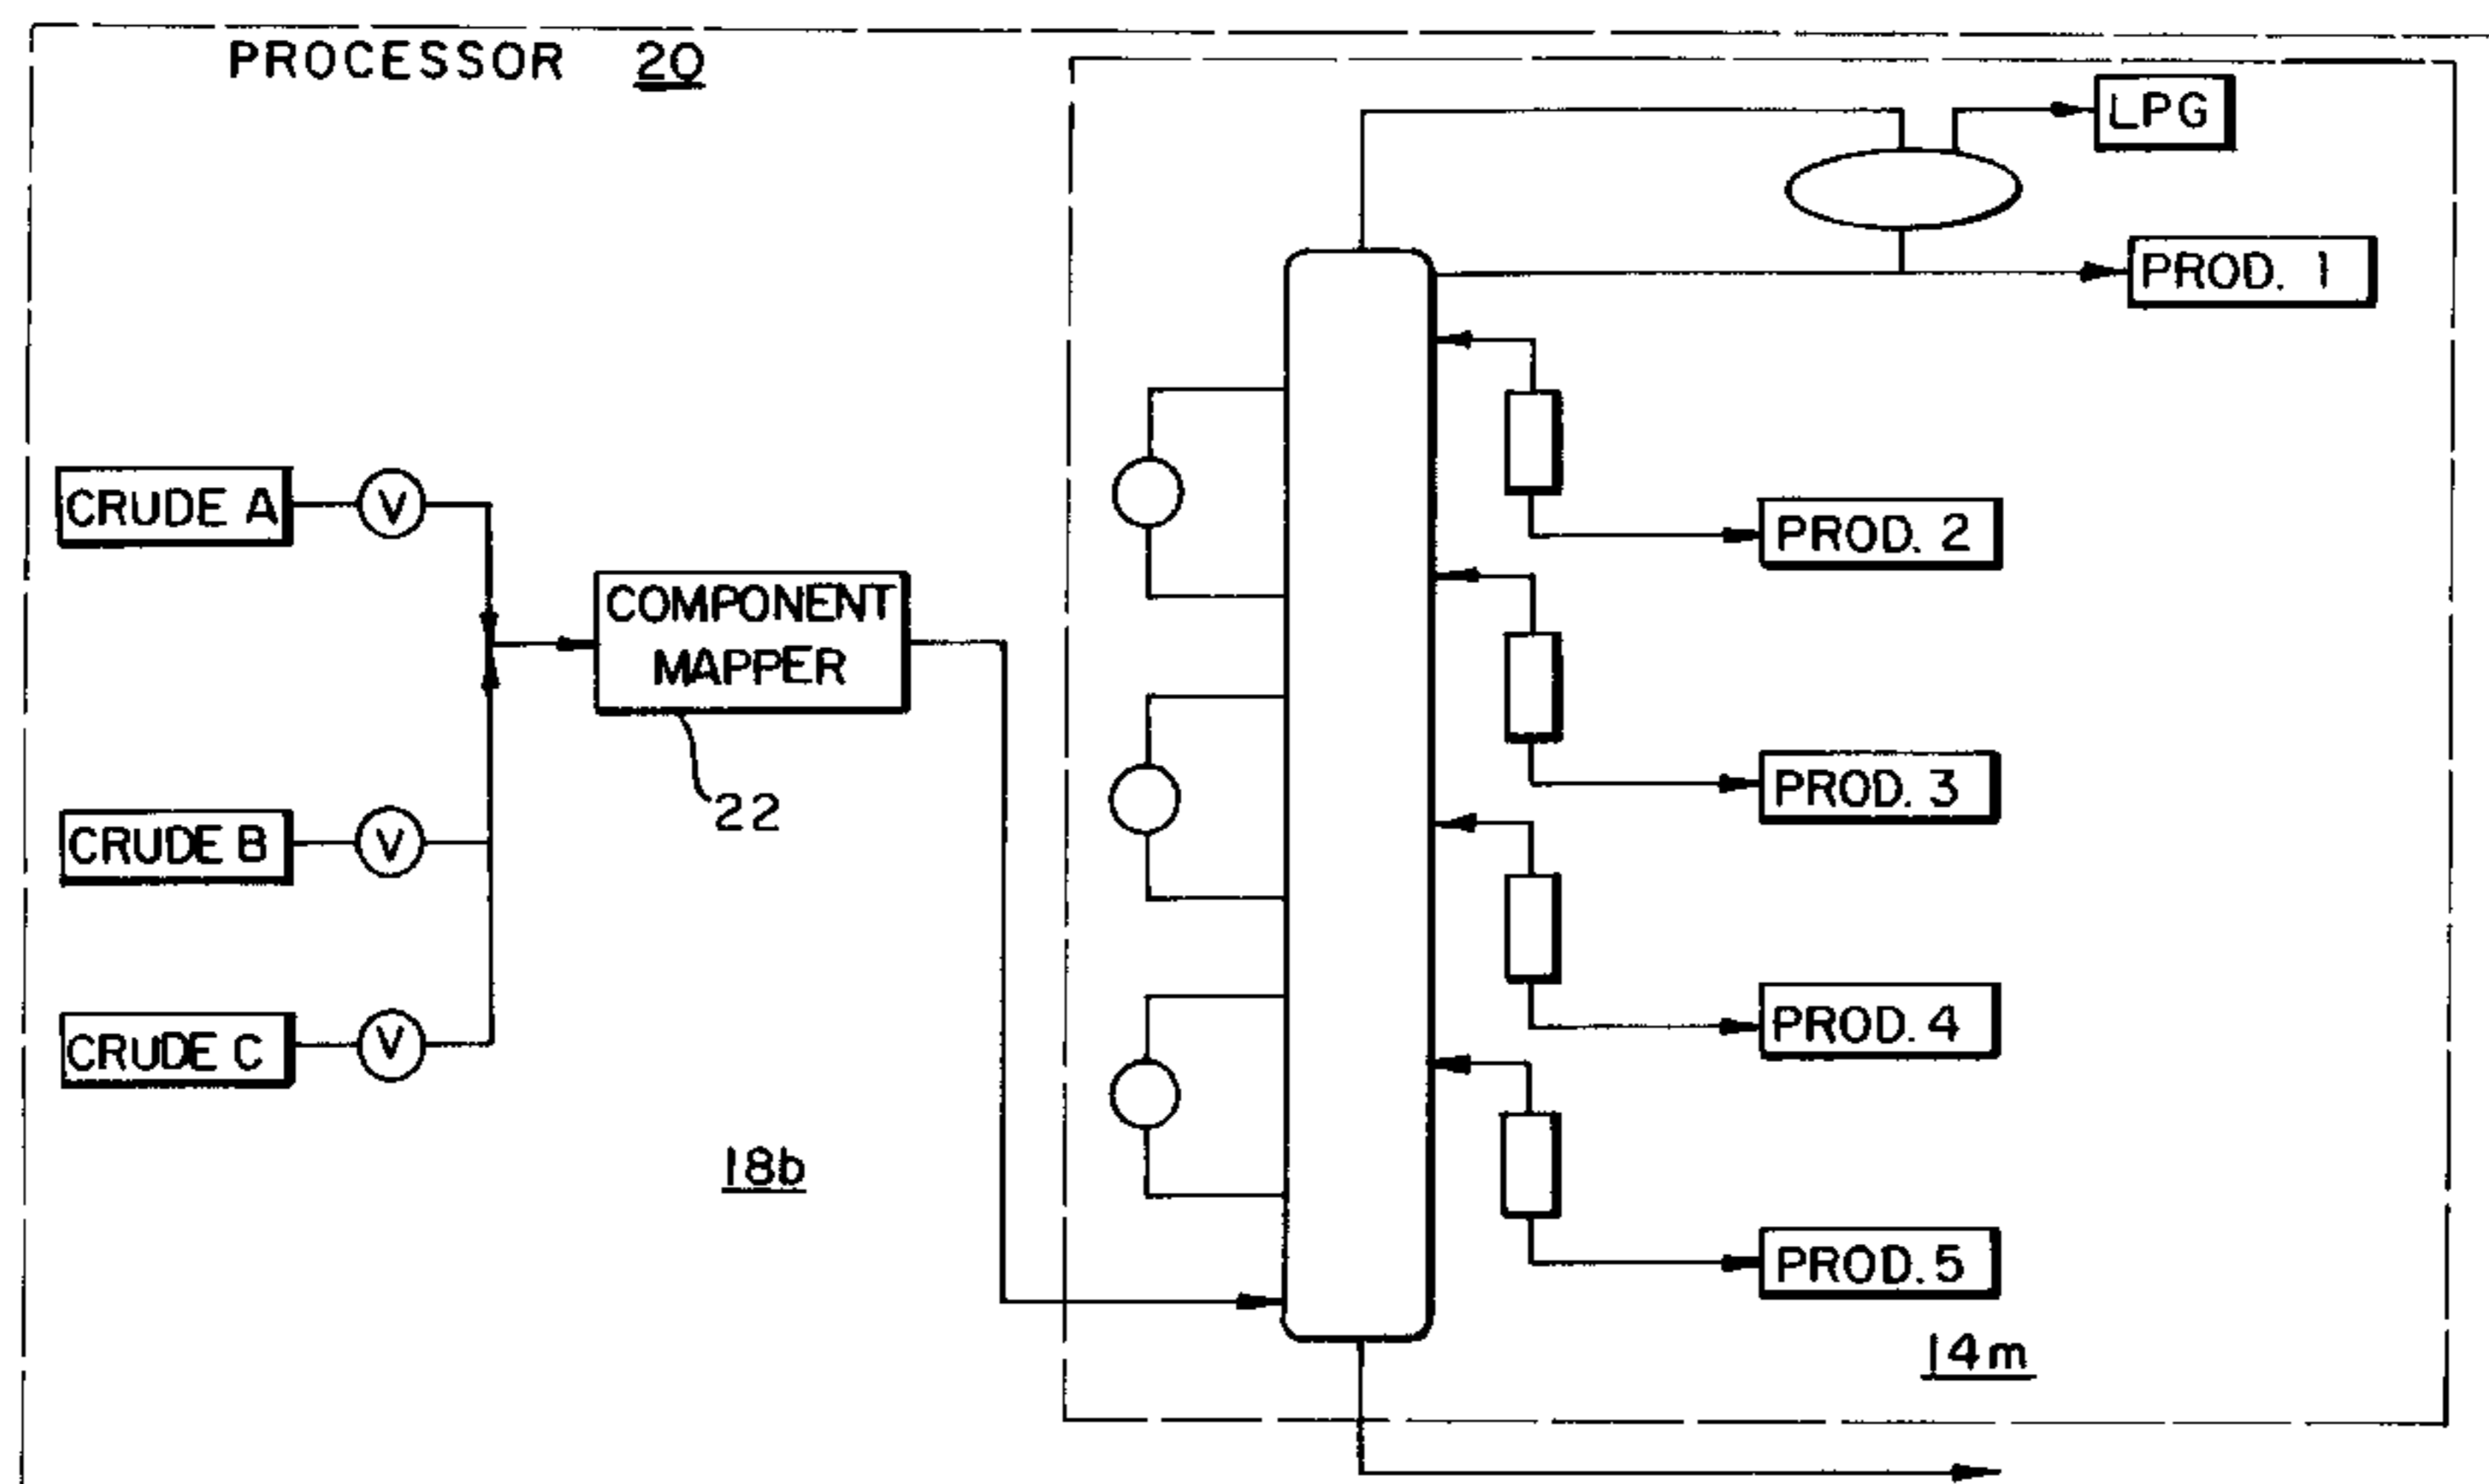 PROCESSOR 20
LPG
PROD. 1
CRUDE A
V
PROD. 2
COMPONENT
MAPPER
22
PROD. 3
CRUDE B
V
PROD. 4
CRUDE C
V
18b
PROD. 5
14m